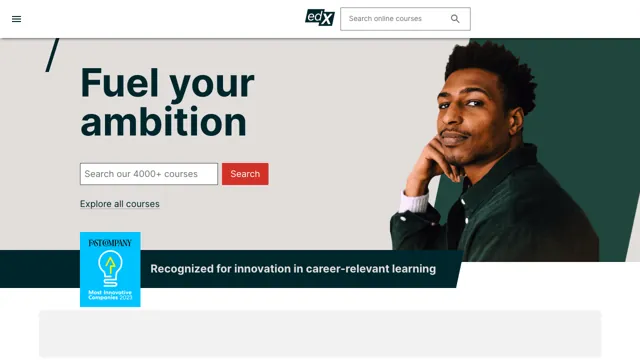 edX
Search online courses
Fuel your
ambition
Search our 4000+ courses
Search
Explore all courses
FAST COMPANY
Most Innovative
Companies 2023
Recognized for innovation in career-relevant learning